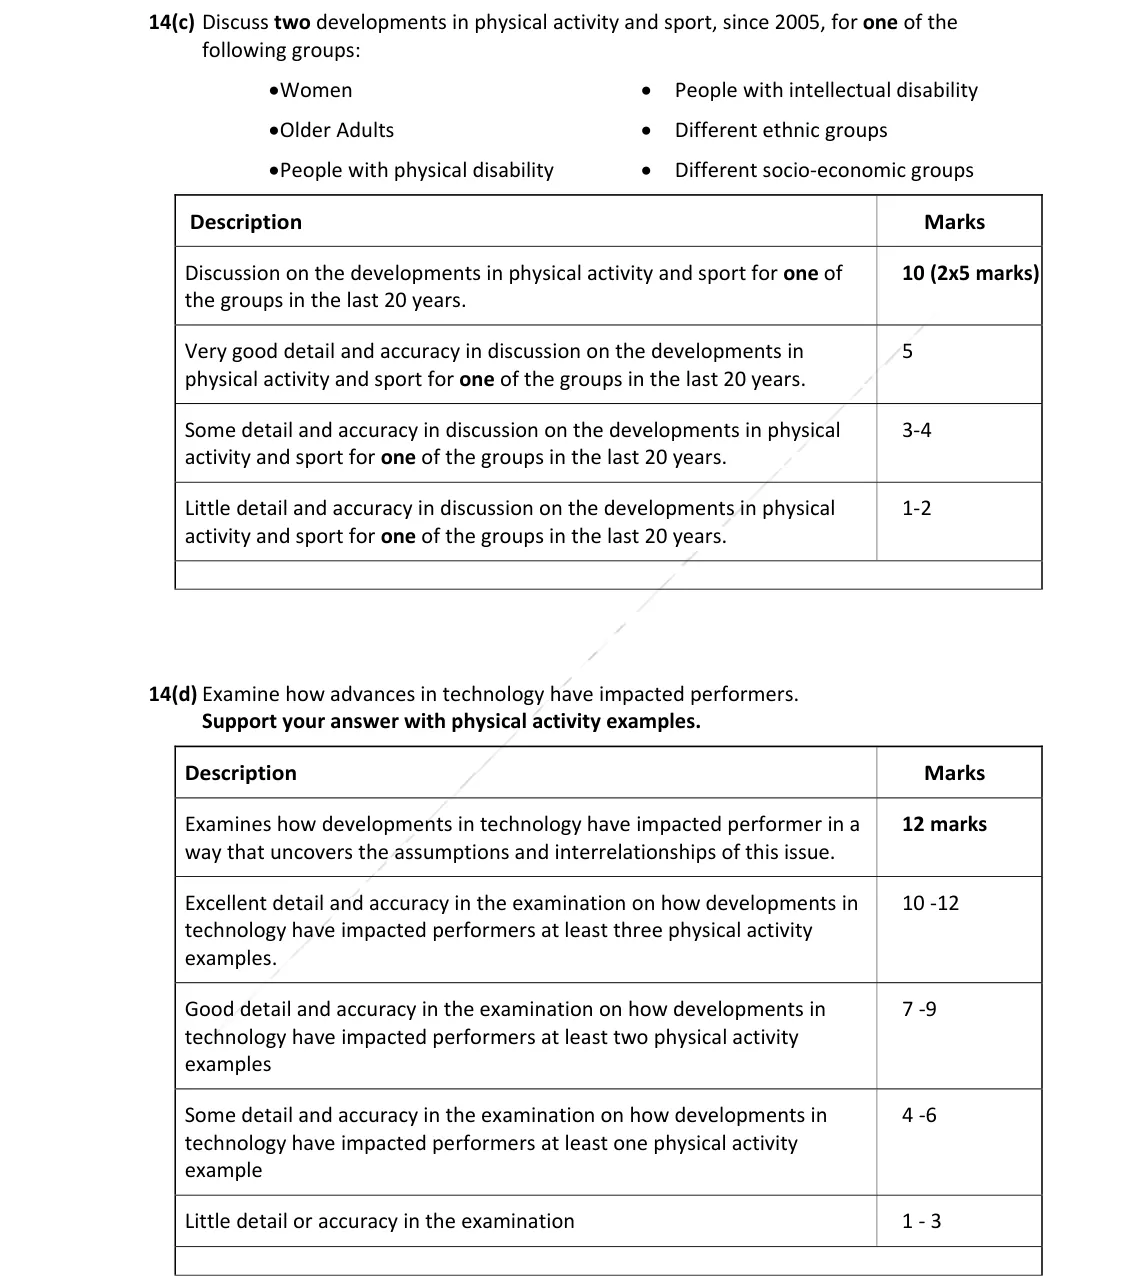 14(c) Discuss two developments in physical activity and sport, since 2005, for one of the
following groups:
•Women
• People with intellectual disability
•Older Adults
• Different ethnic groups
•People with physical disability
• Different socio-economic groups
Description Marks
Discussion on the developments in physical activity and sport for one of 10 (2x5 marks)
the groups in the last 20 years.
Very good detail and accuracy in discussion on the developments in 5
physical activity and sport for one of the groups in the last 20 years.
Some detail and accuracy in discussion on the developments in physical 3-4
activity and sport for one of the groups in the last 20 years.
Little detail and accuracy in discussion on the developments in physical 1-2
activity and sport for one of the groups in the last 20 years.
14(d) Examine how advances in technology have impacted performers.
Support your answer with physical activity examples.
Description Marks
Examines how developments in technology have impacted performer in a 12 marks
way that uncovers the assumptions and interrelationships of this issue.
Excellent detail and accuracy in the examination on how developments in 10 -12
technology have impacted performers at least three physical activity
examples.
Good detail and accuracy in the examination on how developments in 7 -9
technology have impacted performers at least two physical activity
examples
Some detail and accuracy in the examination on how developments in 4 -6
technology have impacted performers at least one physical activity
example
Little detail or accuracy in the examination 1 - 3